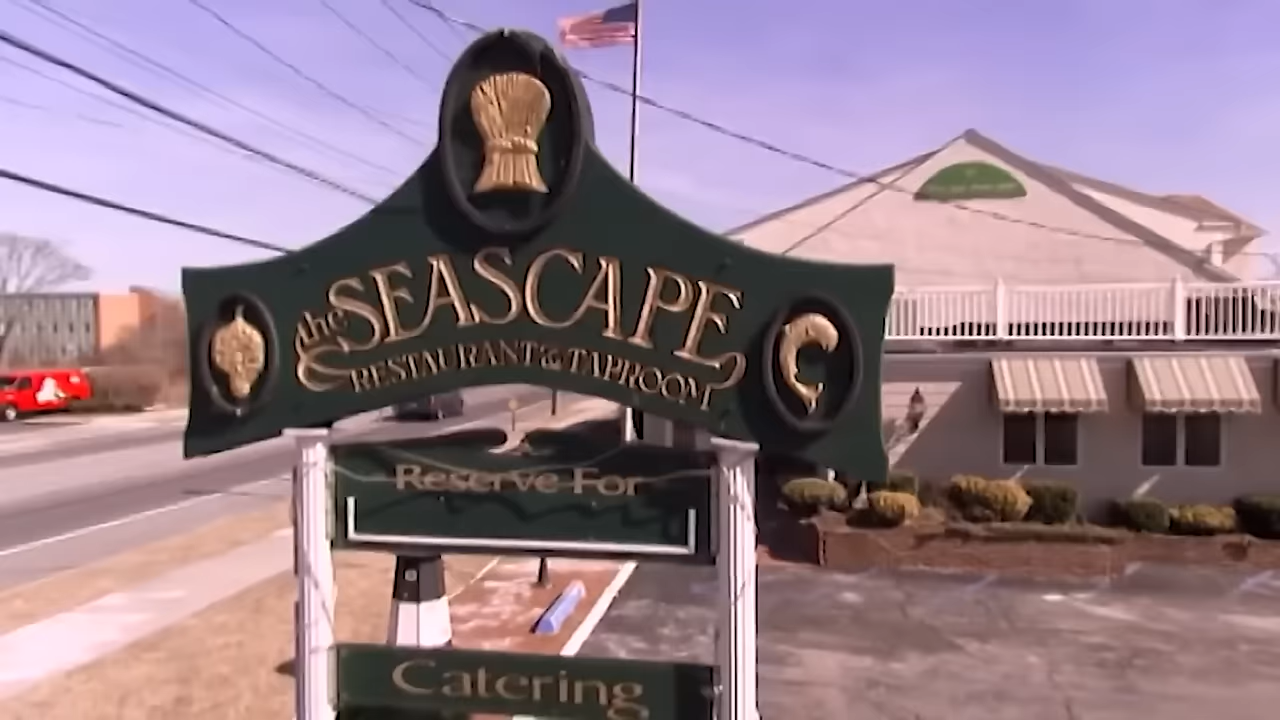 the SEASCAPE
RESTAURANT & TAPROOM
Reserve For
Catering